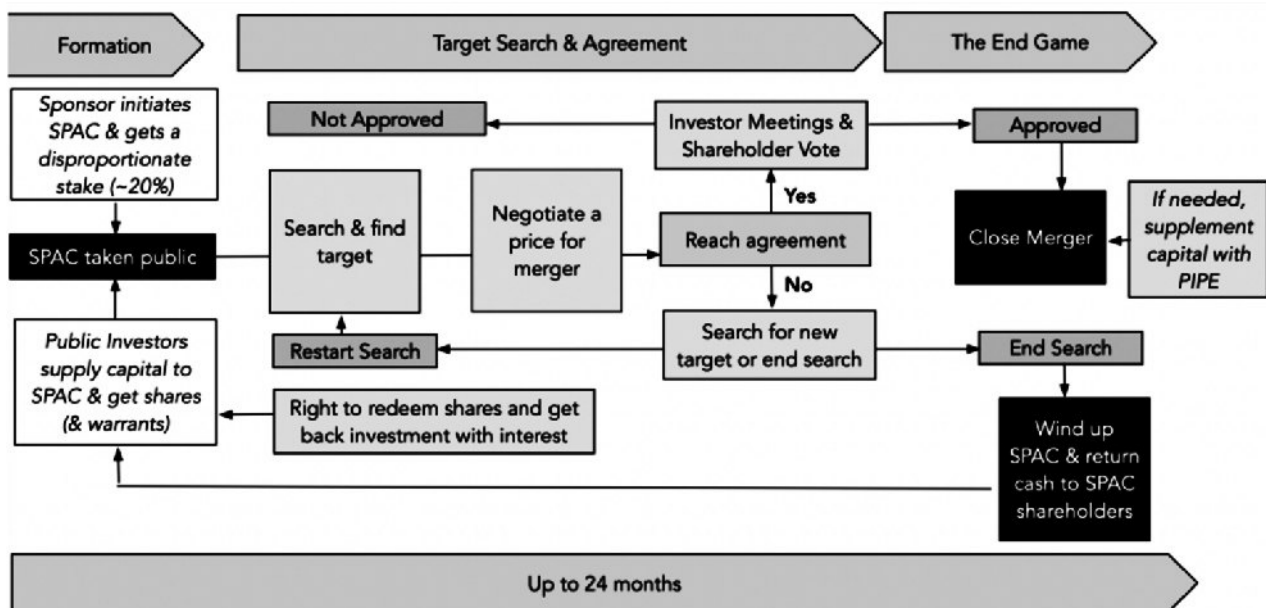 Formation
Target Search & Agreement
The End Game
Sponsor initiates
SPAC & gets a
disproportionate
stake (~20%)
Not Approved
Investor Meetings &
Shareholder Vote
Approved
Yes
SPAC taken public
Search & find
target
Negotiate a
price for
merger
Reach agreement
Close Merger
If needed,
supplement
capital with
PIPE
No
Public Investors
supply capital to
SPAC & get shares
(& warrants)
Restart Search
Search for new
target or end search
End Search
Right to redeem shares and get
back investment with interest
Wind up
SPAC & return
cash to SPAC
shareholders
Up to 24 months